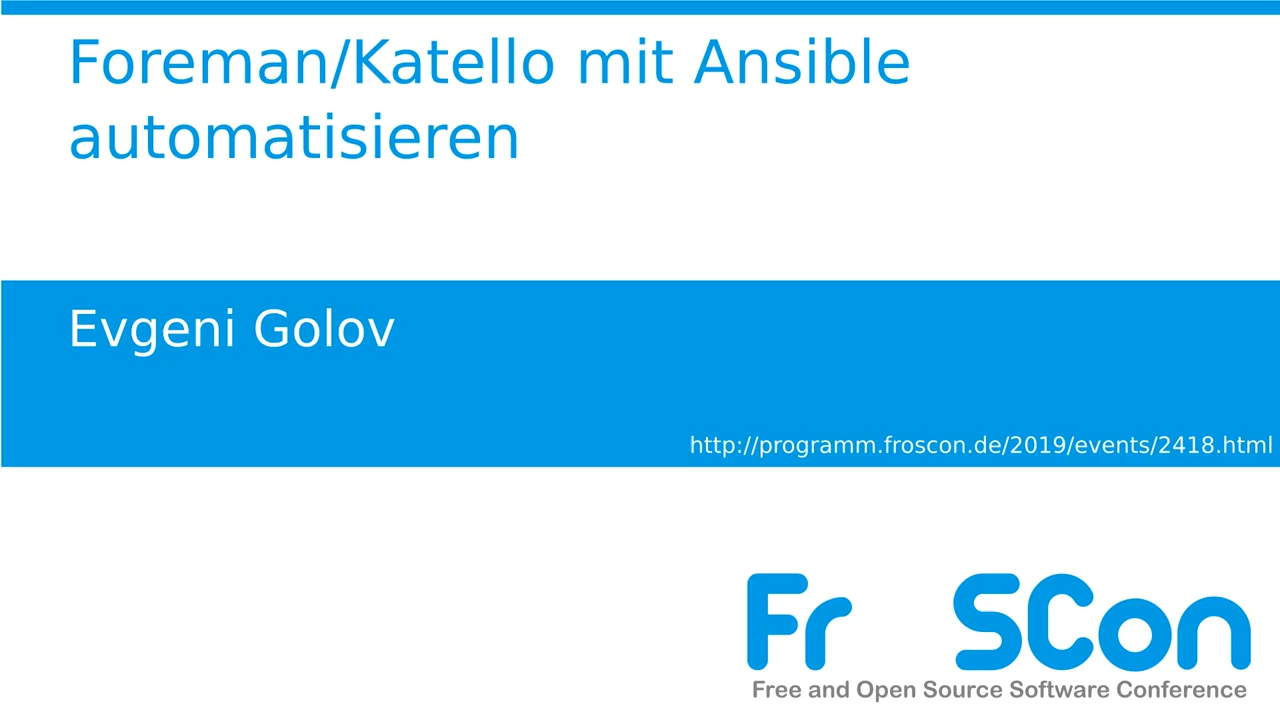 Foreman/Katello mit Ansible
automatisieren
Evgeni Golov
http://programm.froscon.de/2019/events/2418.html
Fr SCon
Free and Open Source Software Conference